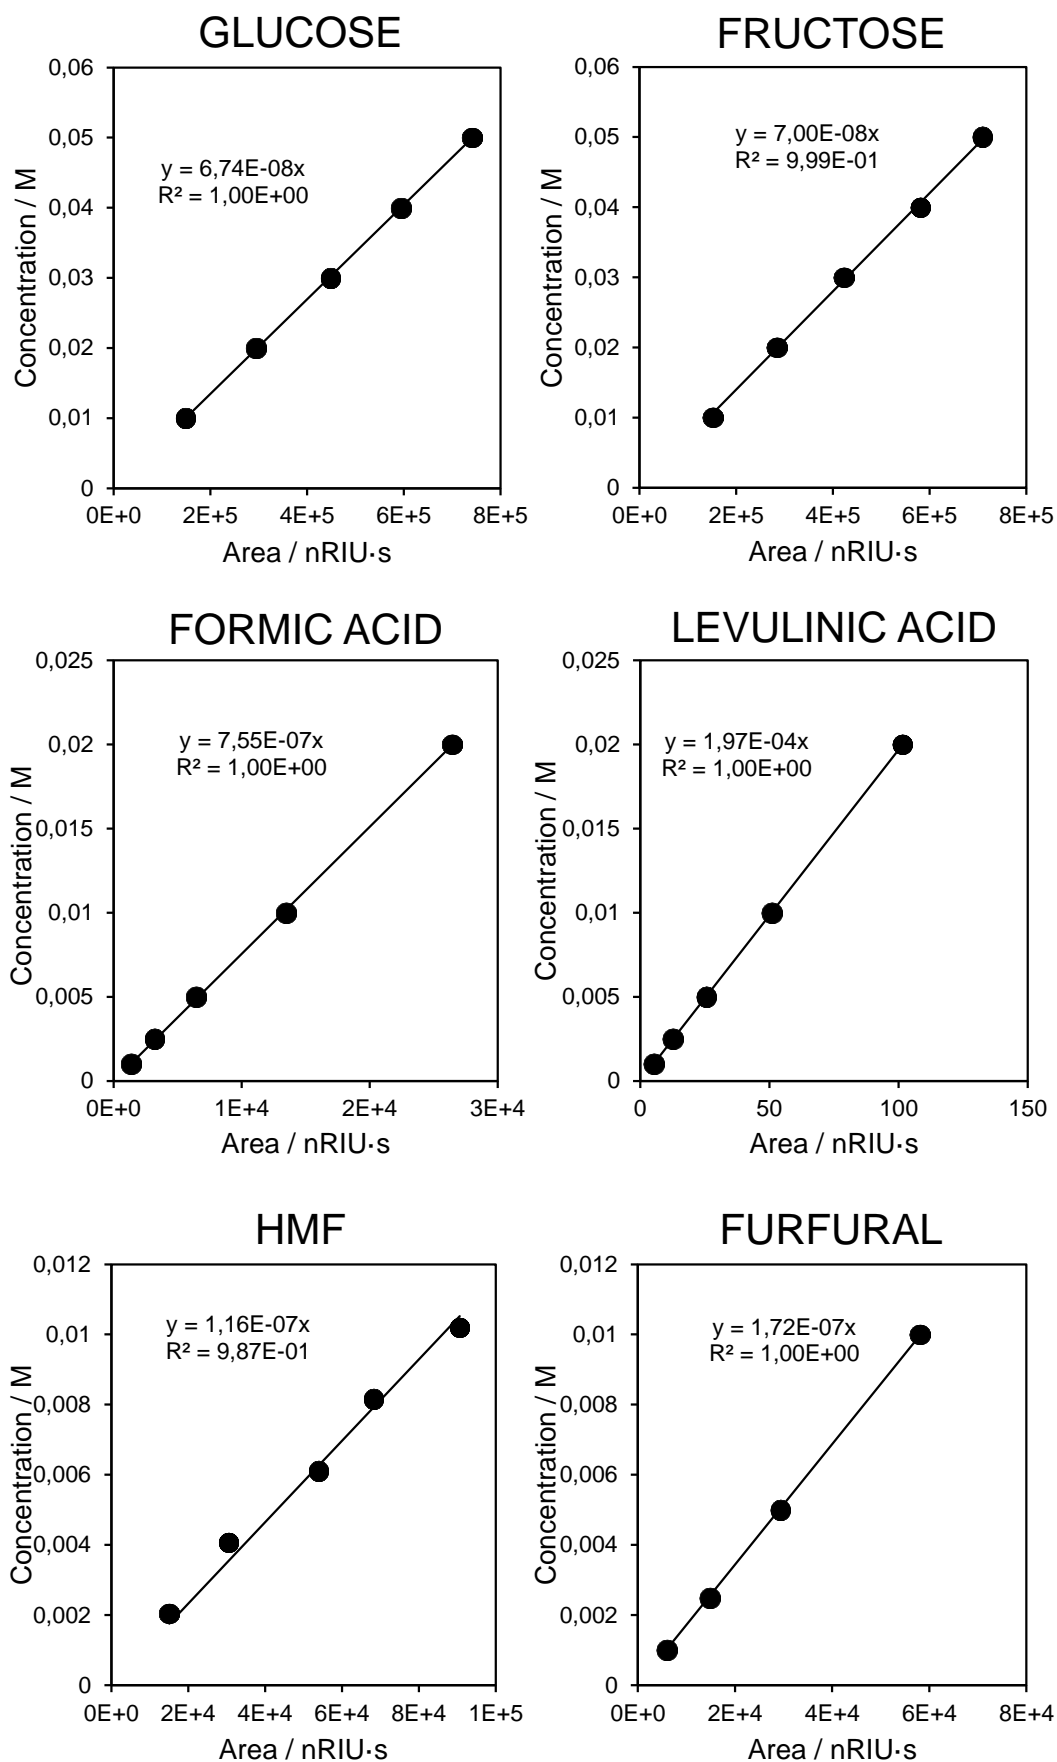 GLUCOSE
0,06
0,05
0,04
0,03
0,02
0,01
0
y = 6,74E-08x
R² = 1,00E+00
Concentration / M
0E+0 2E+5 4E+5 6E+5 8E+5
Area / nRIU·s
FRUCTOSE
0,06
0,05
0,04
0,03
0,02
0,01
0
y = 7,00E-08x
R² = 9,99E-01
Concentration / M
0E+0 2E+5 4E+5 6E+5 8E+5
Area / nRIU·s
FORMIC ACID
0,025
0,02
0,015
0,01
0,005
0
y = 7,55E-07x
R² = 1,00E+00
Concentration / M
0E+0 1E+4 2E+4 3E+4
Area / nRIU·s
LEVULINIC ACID
0,025
0,02
0,015
0,01
0,005
0
y = 1,97E-04x
R² = 1,00E+00
Concentration / M
0 50 100 150
Area / nRIU·s
HMF
0,012
0,01
0,008
0,006
0,004
0,002
0
y = 1,16E-07x
R² = 9,87E-01
Concentration / M
0E+0 2E+4 4E+4 6E+4 8E+4 1E+5
Area / nRIU·s
FURFURAL
0,012
0,01
0,008
0,006
0,004
0,002
0
y = 1,72E-07x
R² = 1,00E+00
Concentration / M
0E+0 2E+4 4E+4 6E+4 8E+4
Area / nRIU·s